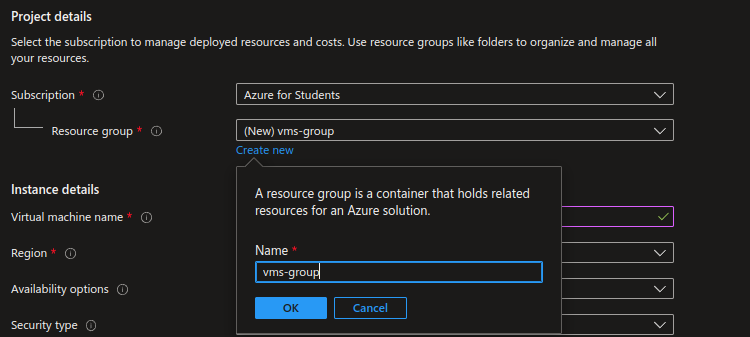 Project details
Select the subscription to manage deployed resources and costs. Use resource groups like folders to organize and manage all
your resources.
Subscription *
Azure for Students
Resource group *
(New) vms-group
Create new
A resource group is a container that holds related
resources for an Azure solution.
Name *
vms-group
OK
Cancel
Instance details
Virtual machine name *
Region *
Availability options
Security type